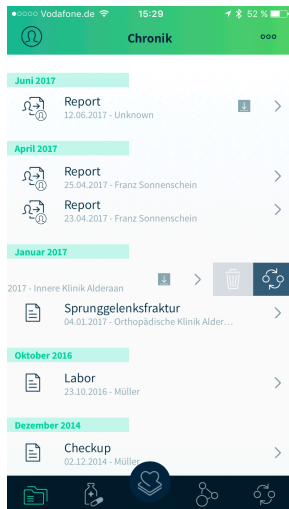 Vodafone.de
15:29
52 %
Chronik
Juni 2017
Report
12.06.2017 - Unknown
April 2017
Report
25.04.2017 - Franz Sonnenschein
Report
23.04.2017 - Franz Sonnenschein
Januar 2017
2017 - Innere Klinik Alderaan
Sprunggelenksfraktur
04.01.2017 - Orthopädische Klinik Alder…
Oktober 2016
Labor
23.10.2016 - Müller
Dezember 2014
Checkup
02.12.2014 - Müller